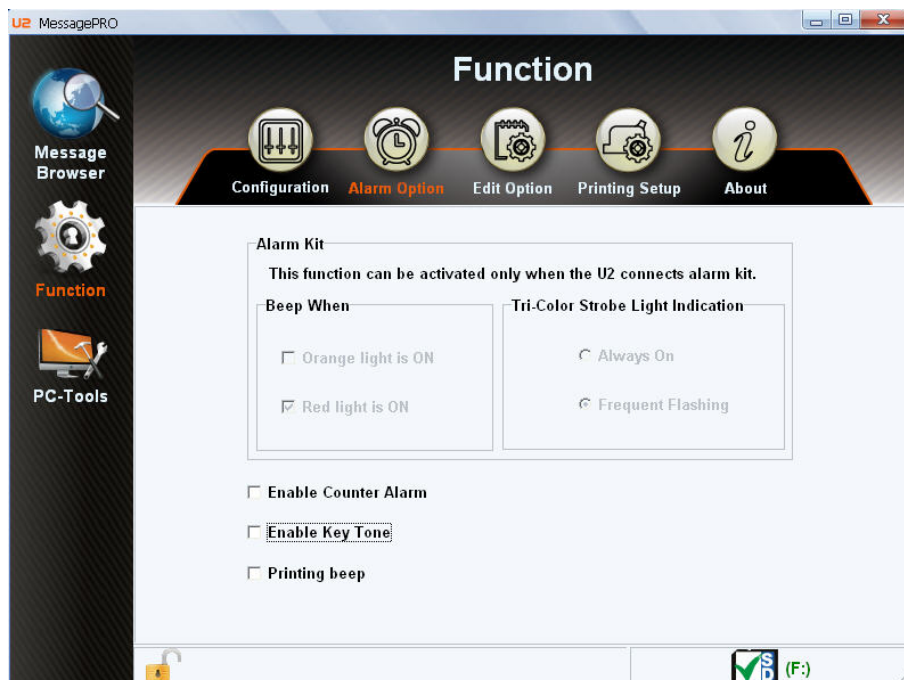 U2 MessagePRO
Function
Message
Browser
Function
PC-Tools
Configuration
Alarm Option
Edit Option
Printing Setup
About
Alarm Kit
This function can be activated only when the U2 connects alarm kit.
Beep When
Orange light is ON
Red light is ON
Tri-Color Strobe Light Indication
Always On
Frequent Flashing
Enable Counter Alarm
Enable Key Tone
Printing beep
SD
(F:)